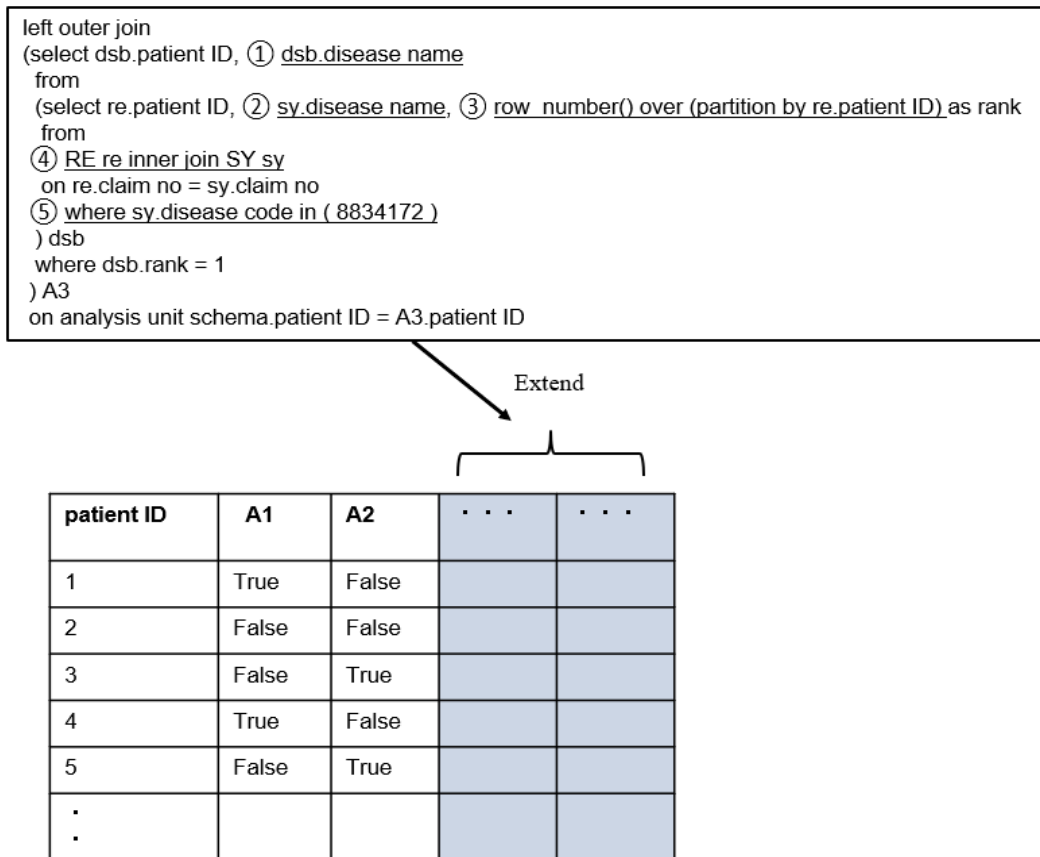 left outer join
(select dsb.patient ID, ① dsb.disease name
from
(select re.patient ID, ② sy.disease name, ③ row_number() over (partition by re.patient ID) as rank
from
④ RE re inner join SY sy
on re.claim no = sy.claim no
⑤ where sy.disease code in ( 8834172 )
) dsb
where dsb.rank = 1
) A3
on analysis unit schema.patient ID = A3.patient ID
Extend
patient ID A1 A2 . . . . . .
1 True False
2 False False
3 False True
4 True False
5 False True
.
.